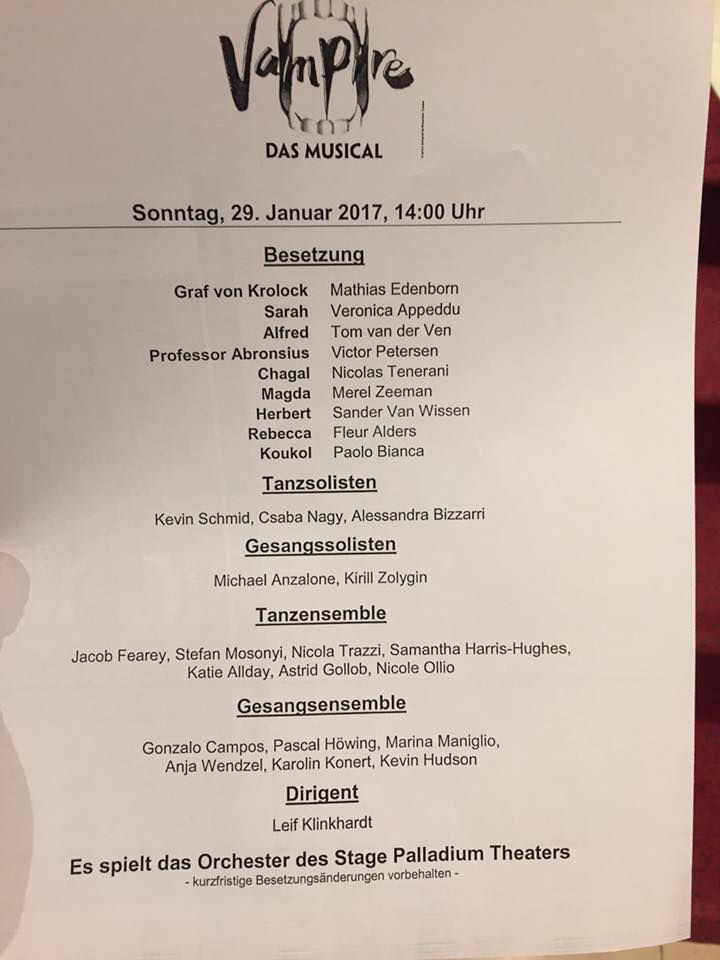 Vampire
DAS MUSICAL
Sonntag, 29. Januar 2017, 14:00 Uhr
Besetzung
Graf von Krolock Mathias Edenborn
Sarah Veronica Appeddu
Alfred Tom van der Ven
Professor Abronsius Victor Petersen
Chagal Nicolas Tenerani
Magda Merel Zeeman
Herbert Sander Van Wissen
Rebecca Fleur Alders
Koukol Paolo Bianca
Tanzsolisten
Kevin Schmid, Csaba Nagy, Alessandra Bizzarri
Gesangssolisten
Michael Anzalone, Kirill Zolygin
Tanzensemble
Jacob Fearey, Stefan Mosonyi, Nicola Trazzi, Samantha Harris-Hughes,
Katie Allday, Astrid Gollob, Nicole Ollio
Gesangsensemble
Gonzalo Campos, Pascal Höwing, Marina Maniglio,
Anja Wendzel, Karolin Konert, Kevin Hudson
Dirigent
Leif Klinkhardt
Es spielt das Orchester des Stage Palladium Theaters
- kurzfristige Besetzungsänderungen vorbehalten -